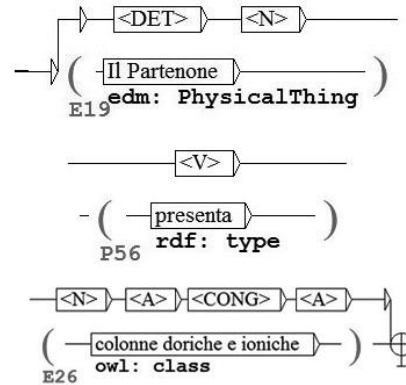 <DET> <N>
( Il Partenone )
E19 edm: PhysicalThing
<V>
( presenta )
P56 rdf: type
<N> <A> <CONG> <A>
( colonne doriche e ioniche )
E26 owl: class